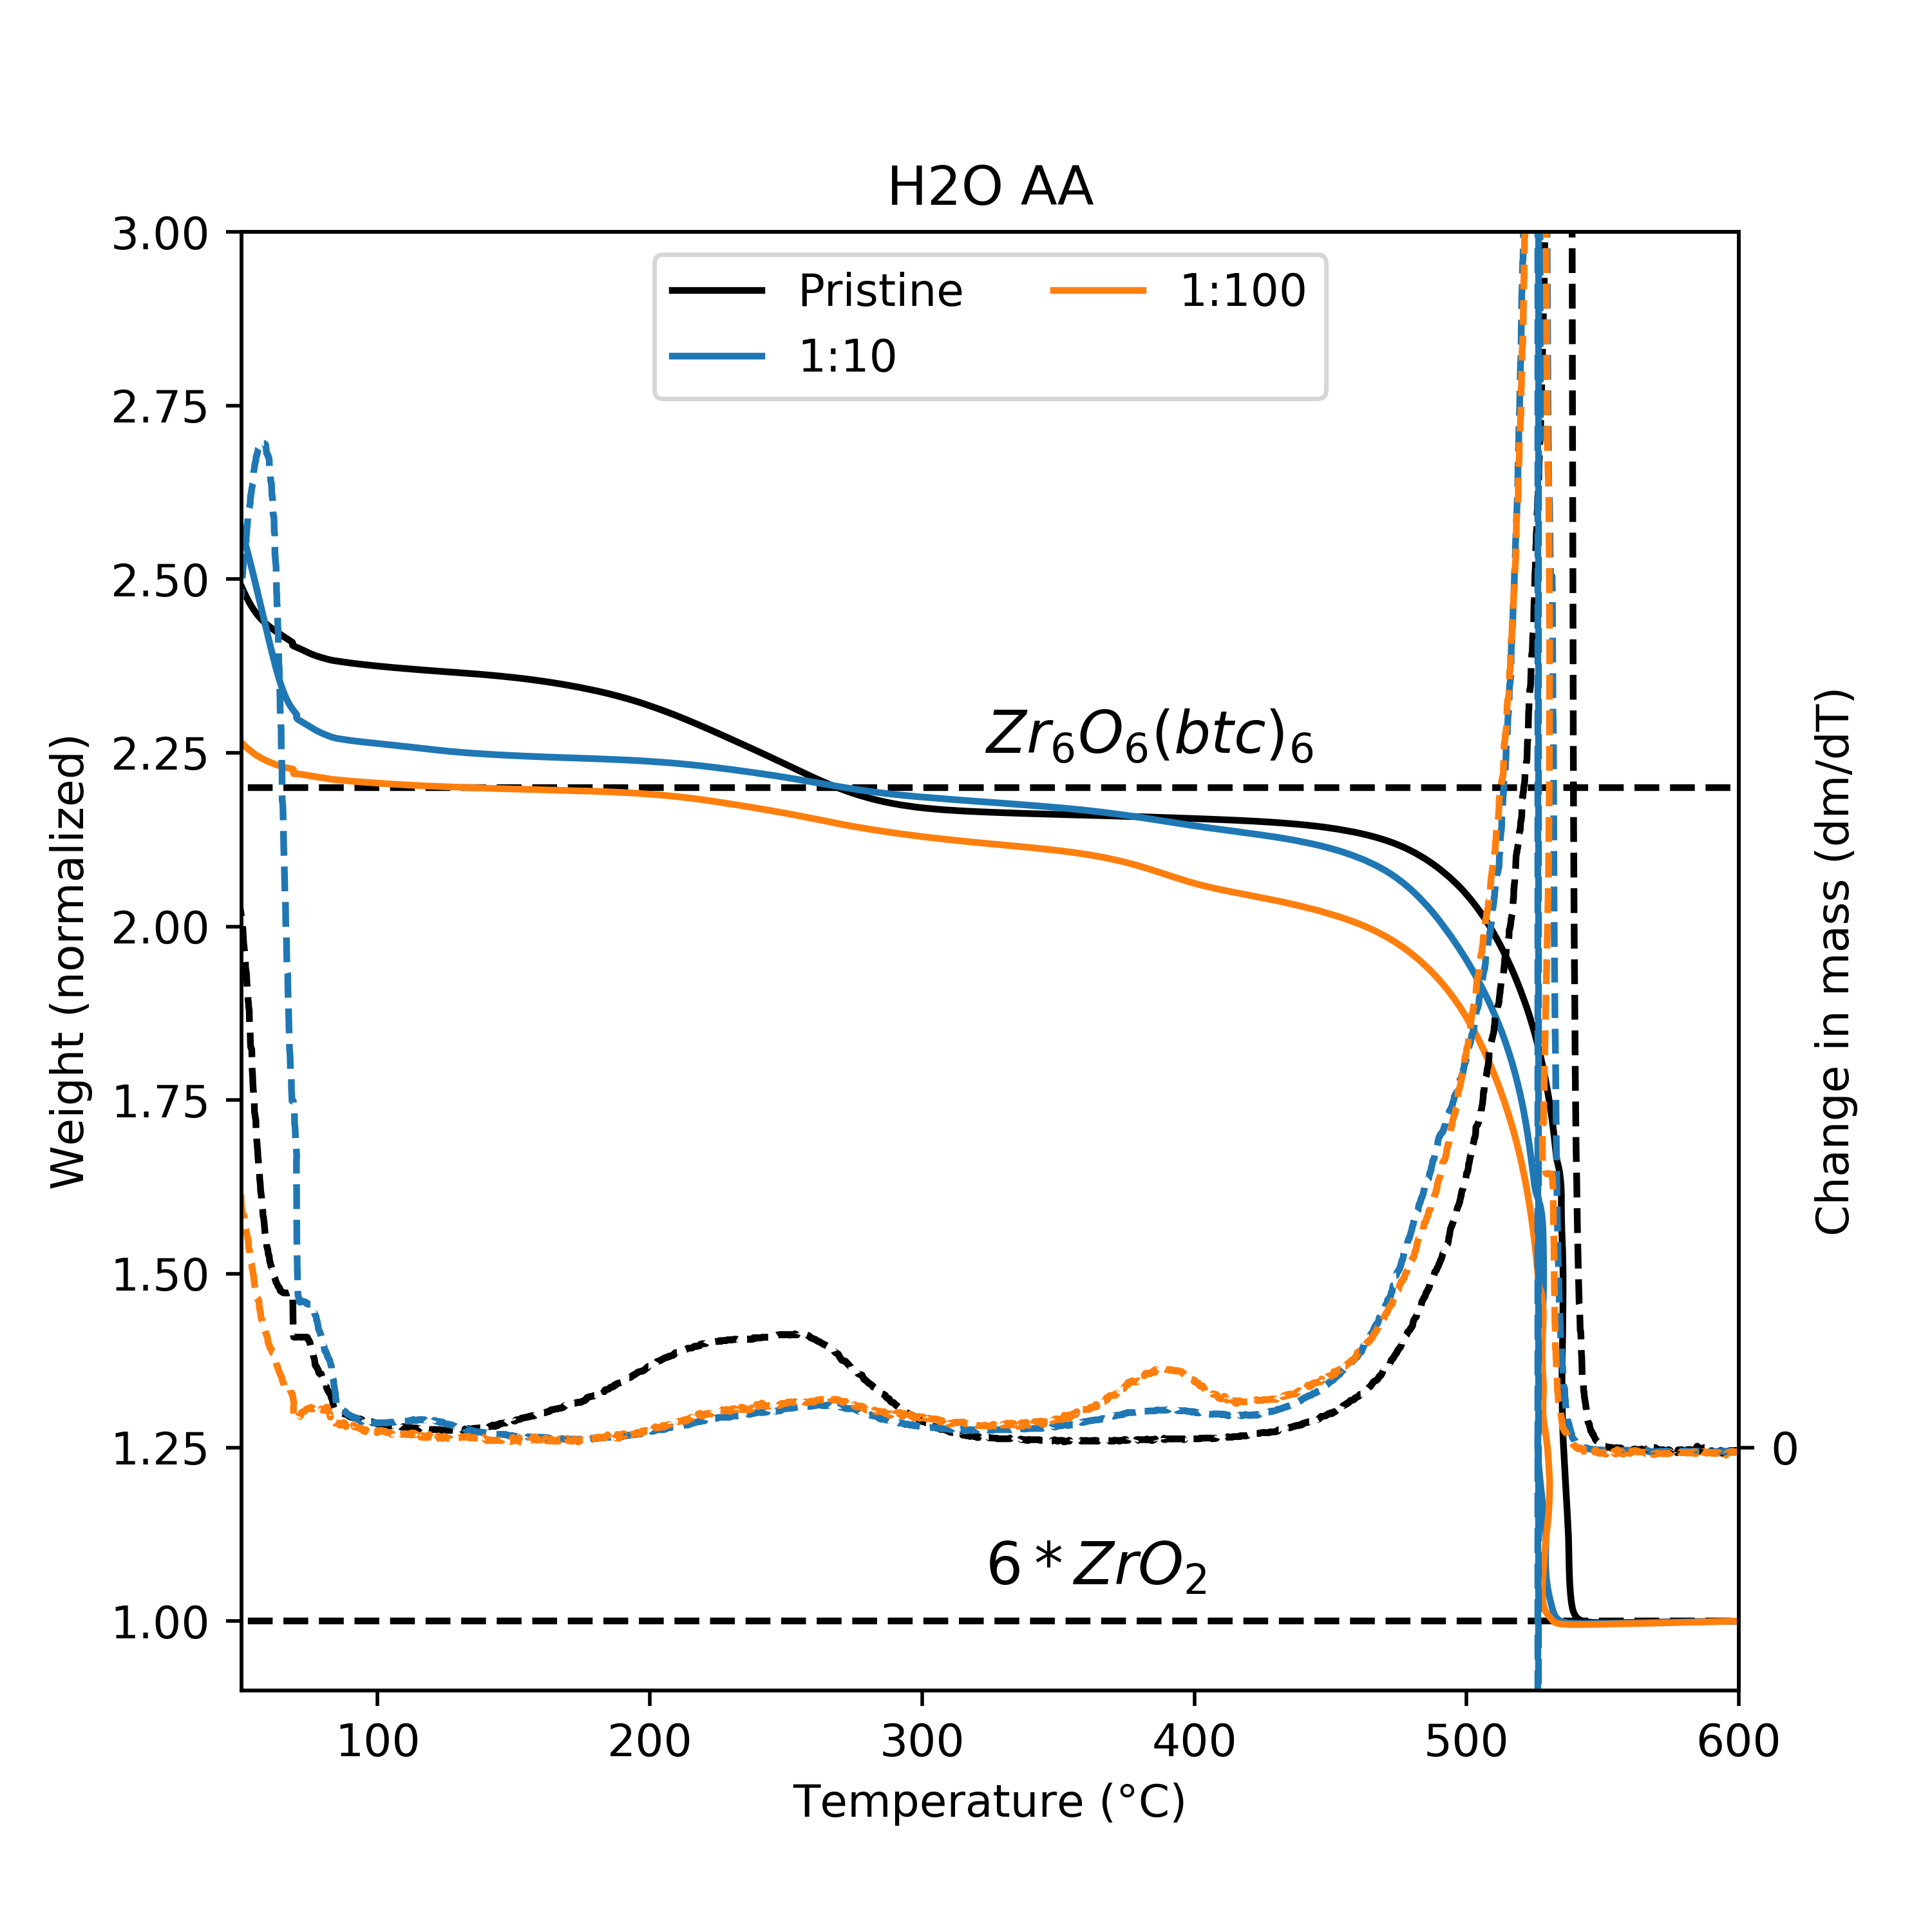 H2O AA
Pristine
1:10
1:100
3.00
2.75
2.50
2.25
2.00
1.75
1.50
1.25
1.00
Weight (normalized)
Zr₆O₆(btc)₆
6 * ZrO₂
0
Change in mass (dm/dT)
100 200 300 400 500 600
Temperature (°C)